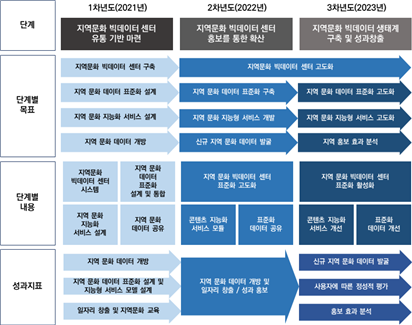 단계
1차년도(2021년)
지역문화 빅데이터 센터
유통 기반 마련
2차년도(2022년)
지역문화 빅데이터 센터
홍보를 통한 확산
3차년도(2023년)
지역문화 빅데이터 생태계
구축 및 성과창출
단계별
목표
지역문화 빅데이터 센터 구축
지역문화 빅데이터 센터 고도화
지역 문화 데이터 표준화 설계
지역 문화 데이터 표준화 구축
지역 문화 데이터 표준화 고도화
지역 문화 지능형 서비스 설계
지역 문화 지능형 서비스 개발
지역 문화 지능형 서비스 고도화
지역 문화 데이터 개방
신규 지역 문화 데이터 발굴
지역 홍보 효과 분석
단계별
내용
지역문화
빅데이터 센터
시스템
지역 문화
데이터
표준화
설계 및 통합
지역 문화
지능화
서비스 설계
지역 문화
데이터 공유
지역 문화 빅데이터 센터
표준화 고도화
콘텐츠 지능화
서비스 모듈
표준화
데이터 공유
지역 문화 빅데이터 센터
표준화 활성화
콘텐츠 지능화
서비스 개선
표준화
데이터 개선
성과지표
지역 문화 데이터 개방
지역 문화 데이터 표준화 설계 및
지능형 서비스 모델 설계
일자리 창출 및 지역문화 교육
지역 문화 데이터 개방 및
일자리 창출 / 성과 홍보
신규 지역 문화 데이터 발굴
사용자에 따른 정성적 평가
홍보 효과 분석